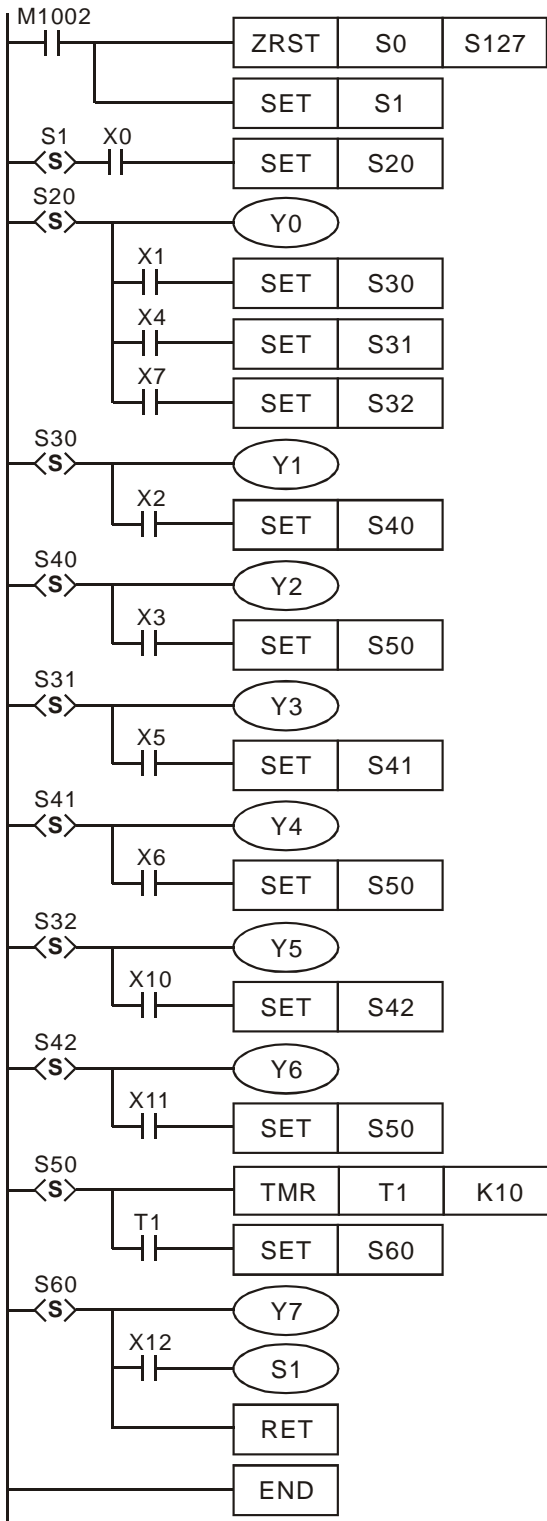 M1002
ZRST S0 S127
SET S1
S1 X0
S SET S20
S20
S Y0
X1
SET S30
X4
SET S31
X7
SET S32
S30
S Y1
X2
SET S40
S40
S Y2
X3
SET S50
S31
S Y3
X5
SET S41
S41
S Y4
X6
SET S50
S32
S Y5
X10
SET S42
S42
S Y6
X11
SET S50
S50
S TMR T1 K10
T1
SET S60
S60
S Y7
X12
S1
RET
END